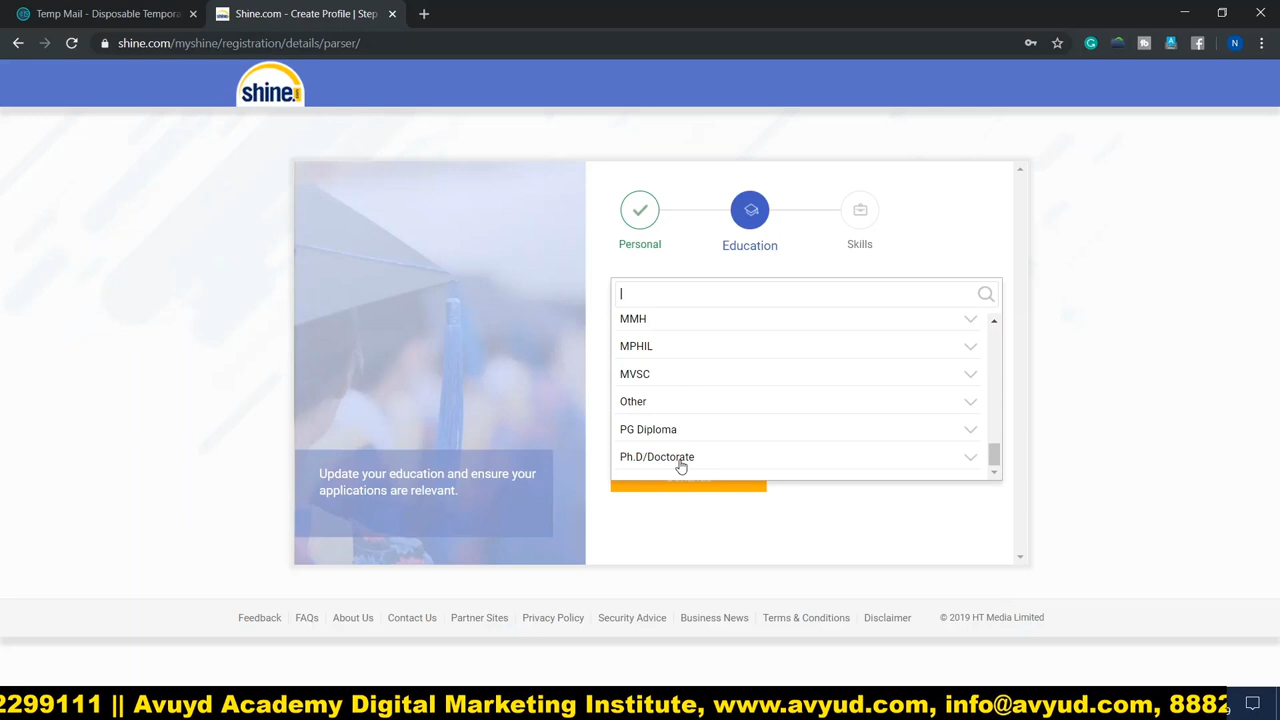 Temp Mail - Disposable Tempora
Shine.com - Create Profile | Step
shine.com/myshine/registration/details/parser/
N
shine.
Personal
Education
Skills
MMH
MPHIL
MVSC
Other
PG Diploma
Ph.D/Doctorate
Update your education and ensure your
applications are relevant.
Feedback FAQs About Us Contact Us Partner Sites Privacy Policy Security Advice Business News Terms & Conditions Disclaimer © 2019 HT Media Limited
2299111 || Avuyd Academy Digital Marketing Institute, www.avyud.com, info@avyud.com, 8882